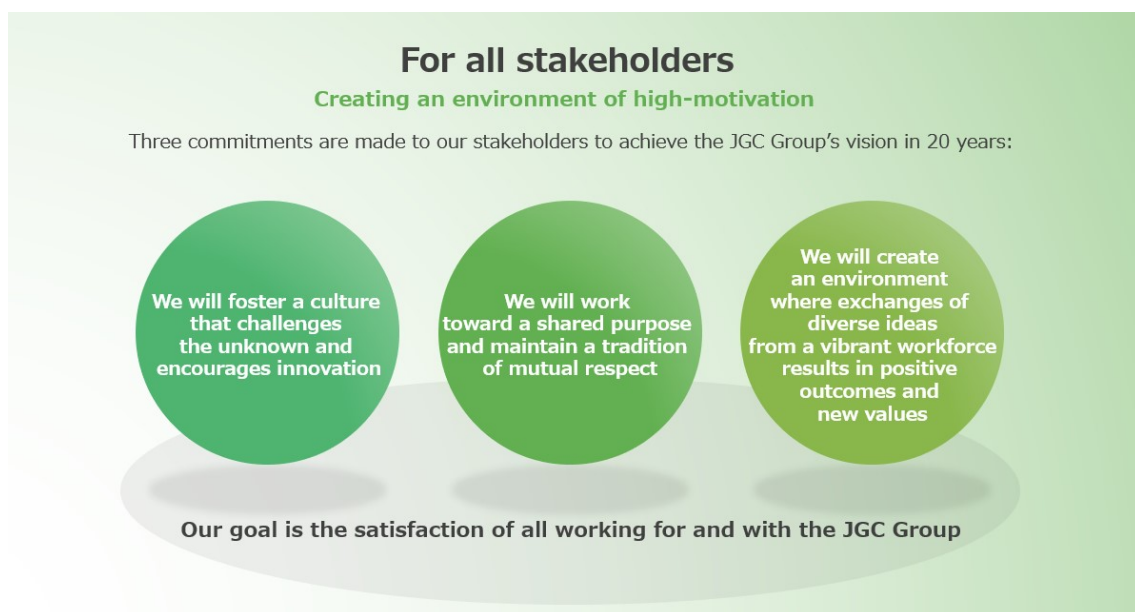 For all stakeholders
Creating an environment of high-motivation
Three commitments are made to our stakeholders to achieve the JGC Group's vision in 20 years:
We will foster a culture
that challenges
the unknown and
encourages innovation
We will work
toward a shared purpose
and maintain a tradition
of mutual respect
We will create
an environment
where exchanges of
diverse ideas
from a vibrant workforce
results in positive
outcomes and
new values
Our goal is the satisfaction of all working for and with the JGC Group